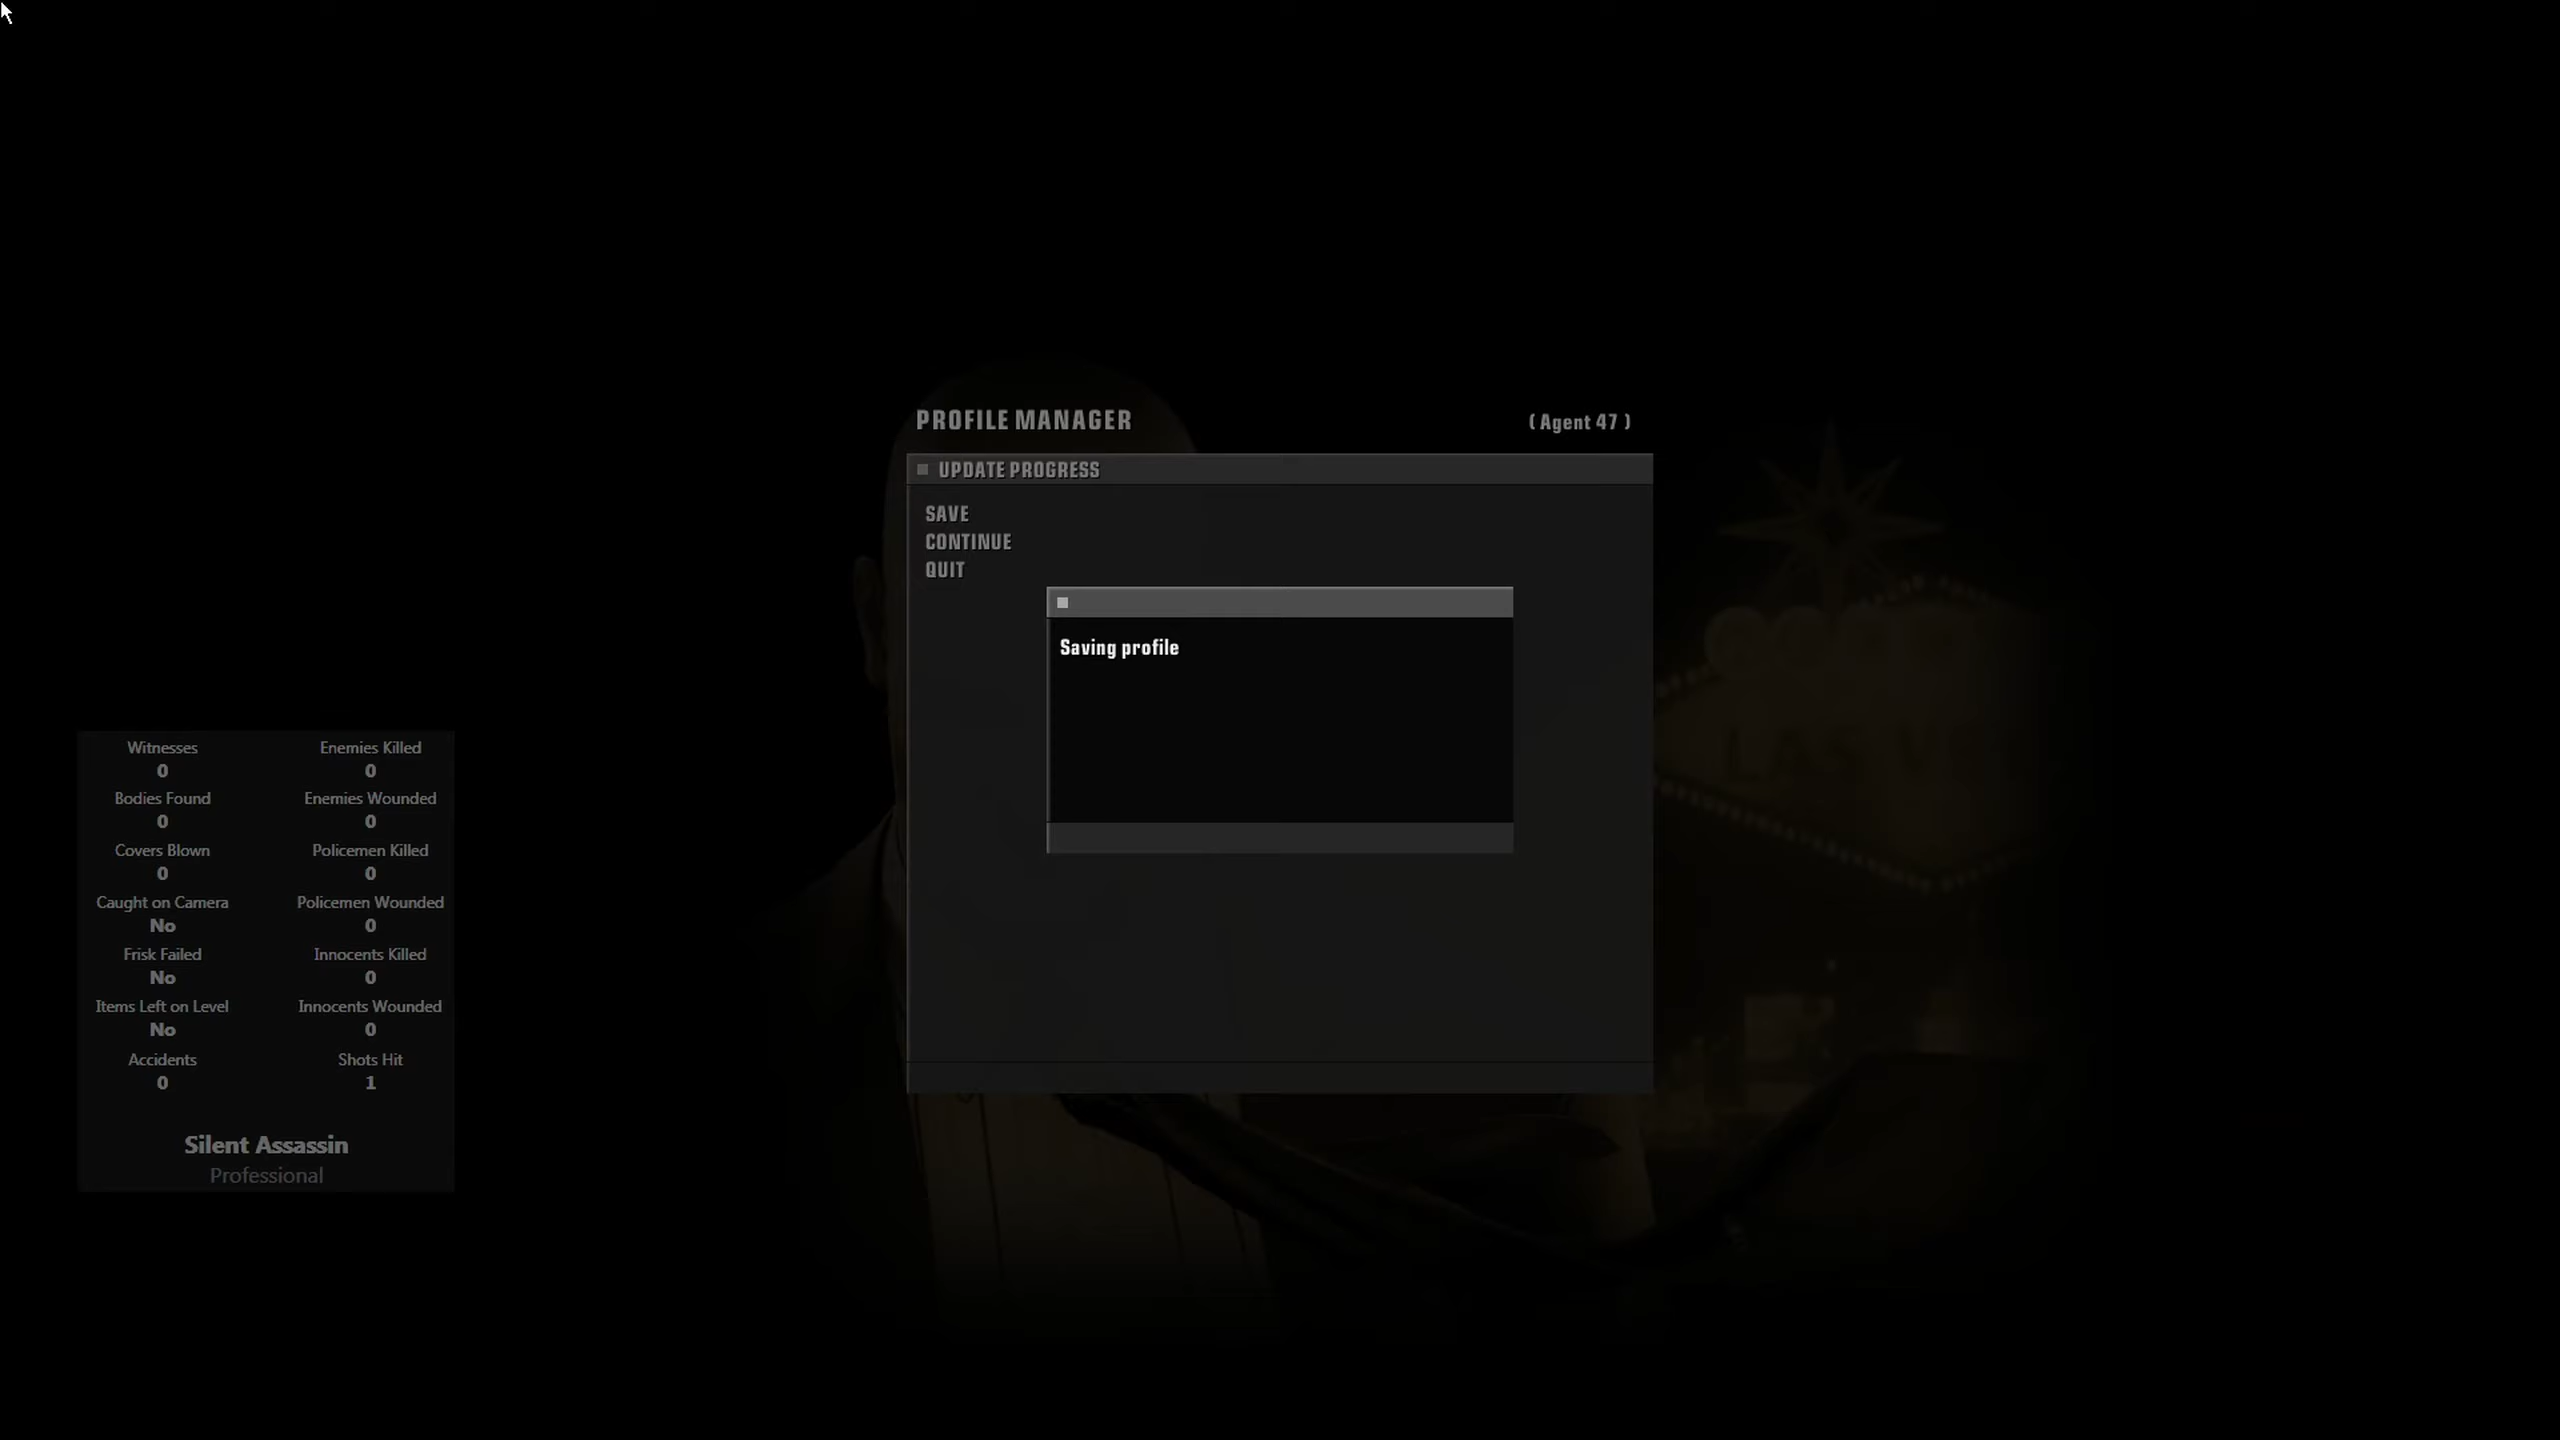 PROFILE MANAGER
( Agent 47 )
UPDATE PROGRESS
SAVE
CONTINUE
QUIT
Saving profile
Witnesses
0
Enemies Killed
0
Bodies Found
0
Enemies Wounded
0
Covers Blown
0
Policemen Killed
0
Caught on Camera
No
Policemen Wounded
0
Frisk Failed
No
Innocents Killed
0
Items Left on Level
No
Innocents Wounded
0
Accidents
0
Shots Hit
1
Silent Assassin
Professional